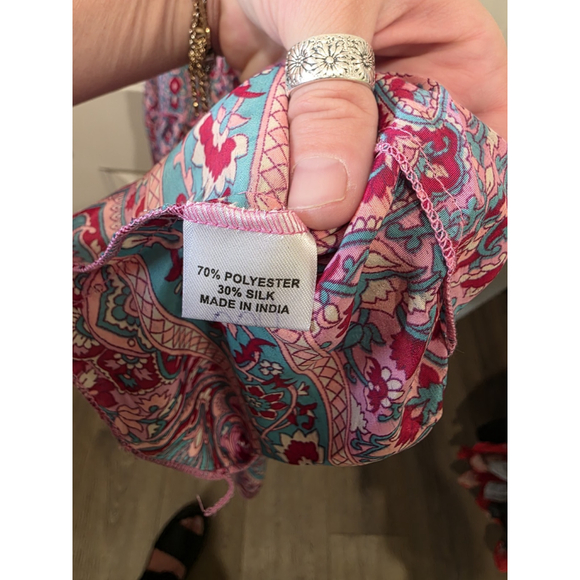 70% POLYESTER
30% SILK
MADE IN INDIA